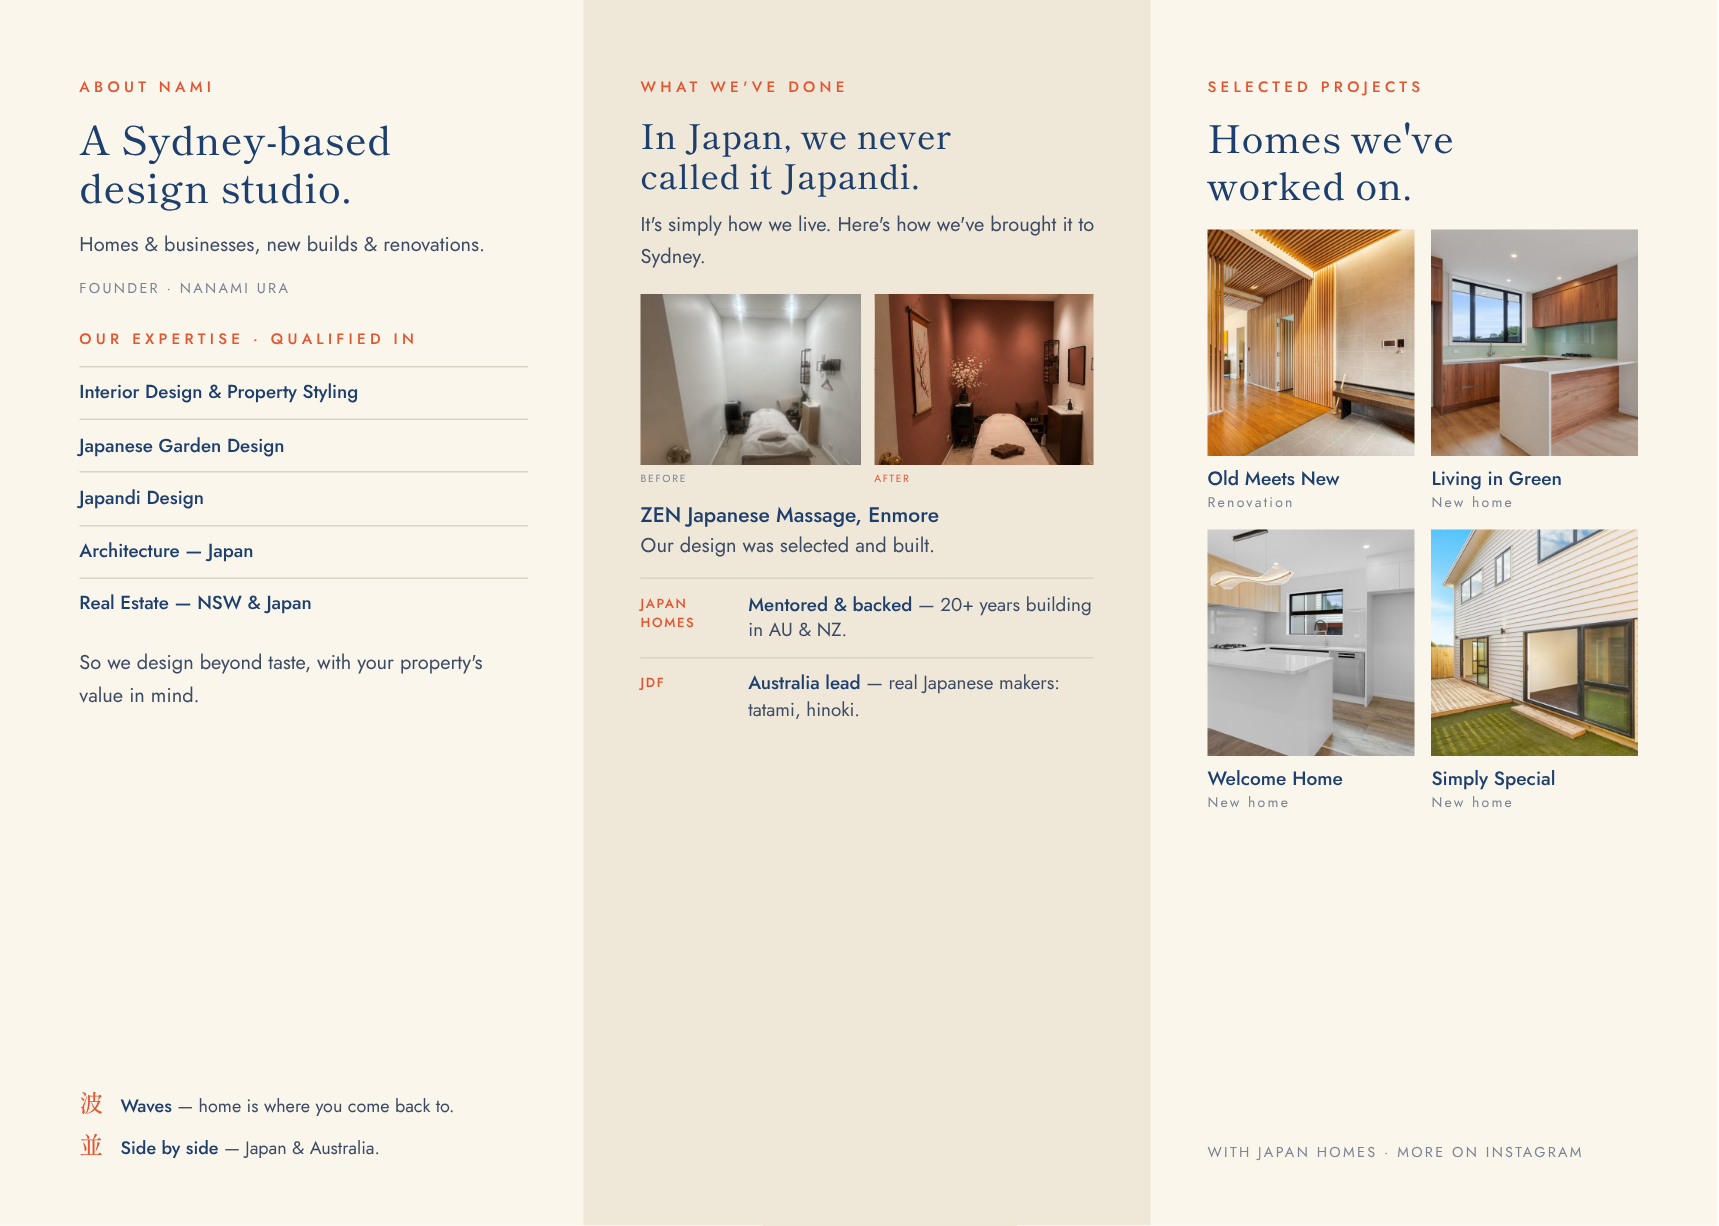 ABOUT NAMI
A Sydney-based
design studio.
Homes & businesses, new builds & renovations.
FOUNDER · NANAMI URA
OUR EXPERTISE · QUALIFIED IN
Interior Design & Property Styling
Japanese Garden Design
Japandi Design
Architecture — Japan
Real Estate — NSW & Japan
So we design beyond taste, with your property's
value in mind.
波 Waves — home is where you come back to.
並 Side by side — Japan & Australia.
WHAT WE'VE DONE
In Japan, we never
called it Japandi.
It's simply how we live. Here's how we've brought it to
Sydney.
BEFORE
AFTER
ZEN Japanese Massage, Enmore
Our design was selected and built.
JAPAN
HOMES
Mentored & backed — 20+ years building
in AU & NZ.
JDF
Australia lead — real Japanese makers:
tatami, hinoki.
SELECTED PROJECTS
Homes we've
worked on.
Old Meets New
Renovation
Living in Green
New home
Welcome Home
New home
Simply Special
New home
WITH JAPAN HOMES · MORE ON INSTAGRAM